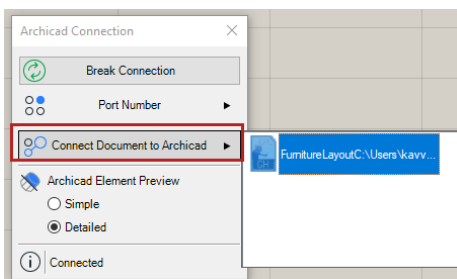 Archicad Connection
Break Connection
Port Number
Connect Document to Archicad
FurnitureLayoutC:\Users\kavv...
GH
Archicad Element Preview
Simple
Detailed
Connected